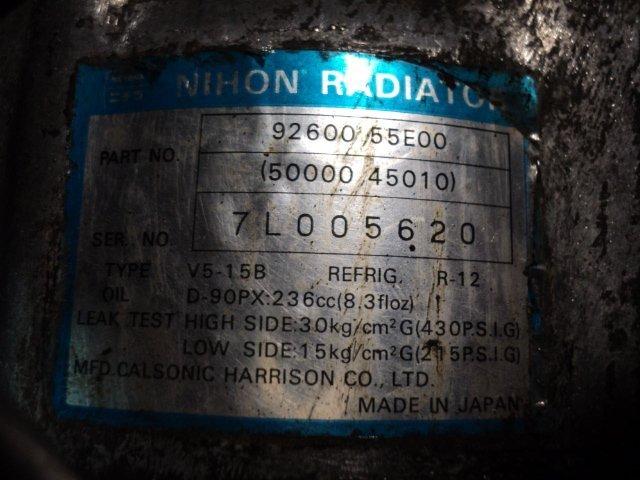 NIHON RADIATOR
PART NO. 92600 55E00
(50000 45010)
SER. NO 7L005620
TYPE V5-15B REFRIG. R-12
OIL D-90PX:236cc(8.3floz)
LEAK TEST HIGH SIDE:30kg/cm²G(430P.S.I.G)
LOW SIDE:15kg/cm²G(215P.S.I.G)
MFD.CALSONIC HARRISON CO., LTD.
MADE IN JAPAN